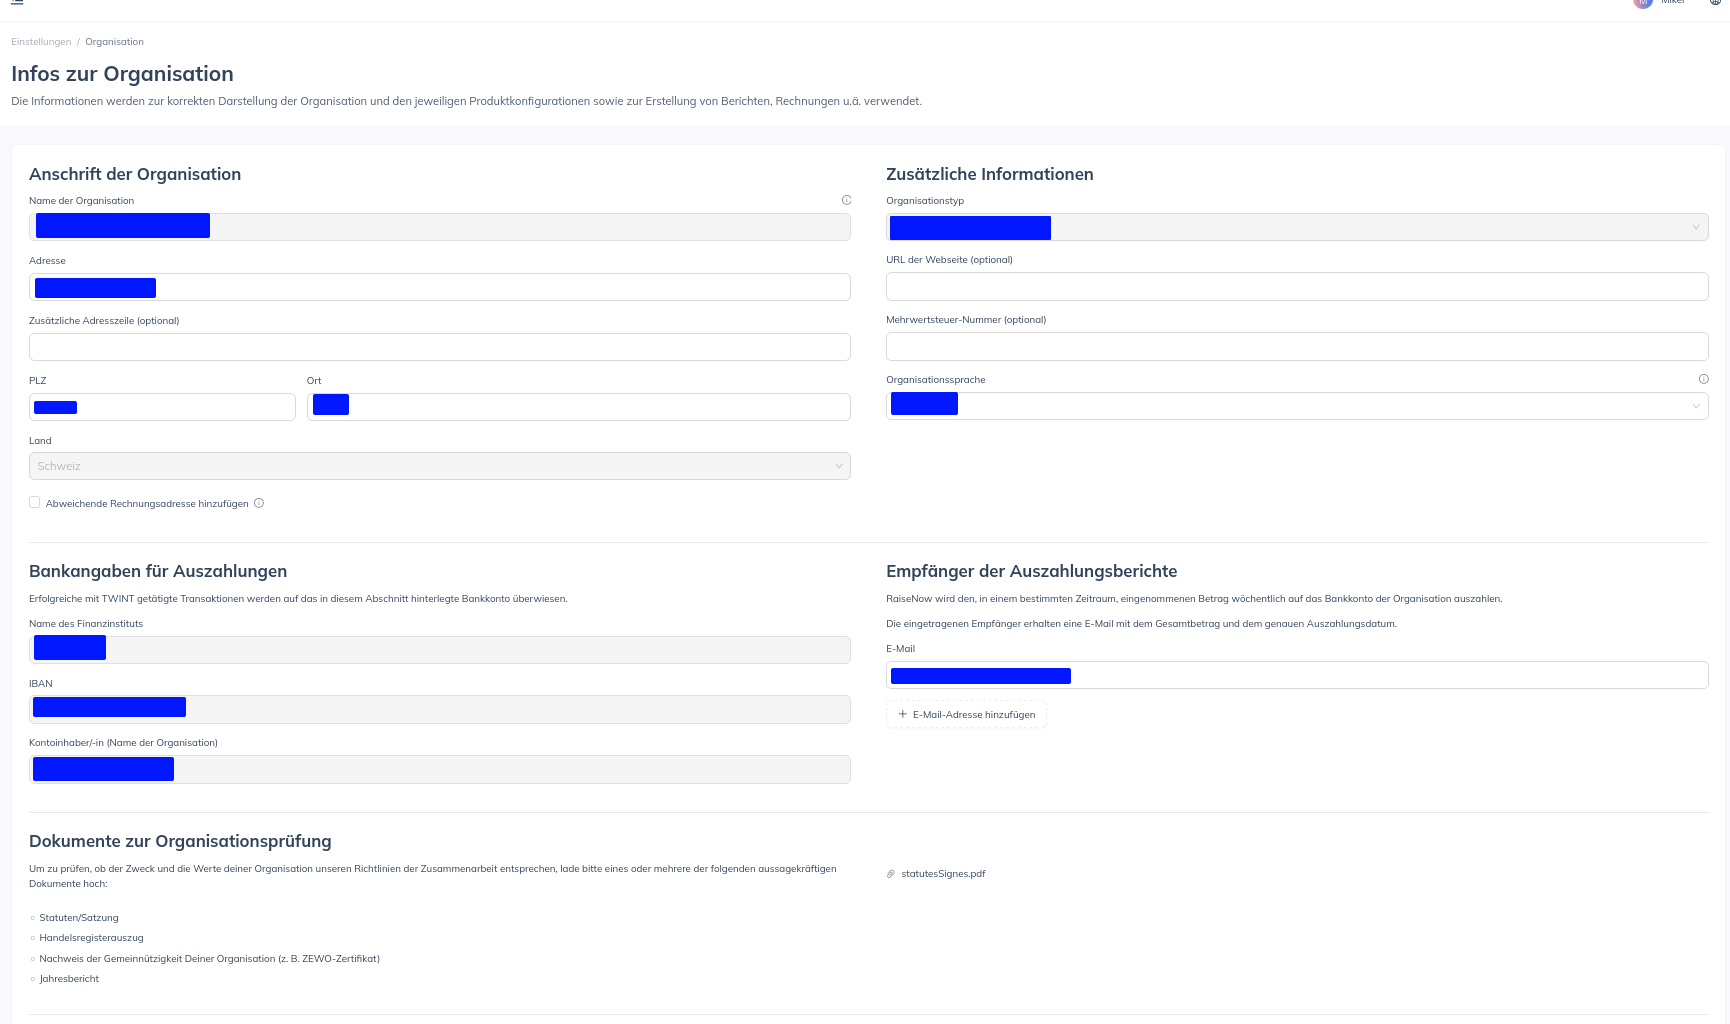 Einstellungen / Organisation
Infos zur Organisation
Die Informationen werden zur korrekten Darstellung der Organisation und den jeweiligen Produktkonfigurationen sowie zur Erstellung von Berichten, Rechnungen u.ä. verwendet.
Anschrift der Organisation
Name der Organisation
Adresse
Zusätzliche Adresszeile (optional)
PLZ Ort
Land
Schweiz
Abweichende Rechnungsadresse hinzufügen
Zusätzliche Informationen
Organisationstyp
URL der Webseite (optional)
Mehrwertsteuer-Nummer (optional)
Organisationssprache
Bankangaben für Auszahlungen
Erfolgreiche mit TWINT getätigte Transaktionen werden auf das in diesem Abschnitt hinterlegte Bankkonto überwiesen.
Name des Finanzinstituts
IBAN
Kontoinhaber/-in (Name der Organisation)
Empfänger der Auszahlungsberichte
RaiseNow wird den, in einem bestimmten Zeitraum, eingenommenen Betrag wöchentlich auf das Bankkonto der Organisation auszahlen.
Die eingetragenen Empfänger erhalten eine E-Mail mit dem Gesamtbetrag und dem genauen Auszahlungsdatum.
E-Mail
+ E-Mail-Adresse hinzufügen
Dokumente zur Organisationsprüfung
Um zu prüfen, ob der Zweck und die Werte deiner Organisation unseren Richtlinien der Zusammenarbeit entsprechen, lade bitte eines oder mehrere der folgenden aussagekräftigen
Dokumente hoch:
Statuten/Satzung
Handelsregisterauszug
Nachweis der Gemeinnützigkeit Deiner Organisation (z. B. ZEWO-Zertifikat)
Jahresbericht
statutesSignes.pdf